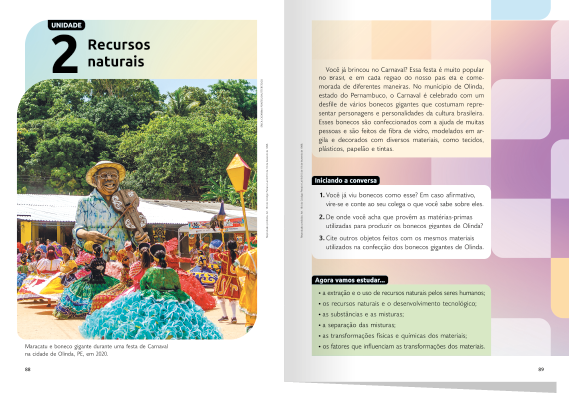 UNIDADE
2
Recursos
naturais
Maracatu e boneco gigante durante uma festa de Carnaval
na cidade de Olinda, PE, em 2020.
88
Você já brincou no Carnaval? Essa festa é muito popular
no Brasil e em cada região do nosso país ela é come-
morada de diferentes maneiras. No município de Olinda,
estado do Pernambuco, o Carnaval é celebrado com um
desfile de vários bonecos gigantes que costumam repre-
sentar personagens e personalidades da cultura brasileira.
Esses bonecos são confeccionados com a ajuda de muitas
pessoas e são feitos de fibra de vidro, modelados em ar-
gila e decorados com diversos materiais, como tecidos,
plásticos, papelão e tintas.
Iniciando a conversa
1. Você já viu bonecos como esse? Em caso afirmativo,
vire-se e conte ao seu colega o que você sabe sobre eles.
2. De onde você acha que provêm as matérias-primas
utilizadas para produzir os bonecos gigantes de Olinda?
3. Cite outros objetos feitos com os mesmos materiais
utilizados na confecção dos bonecos gigantes de Olinda.
Agora vamos estudar...
• a extração e o uso de recursos naturais pelos seres humanos;
• os recursos naturais e o desenvolvimento tecnológico;
• as substâncias e as misturas;
• a separação das misturas;
• as transformações físicas e químicas dos materiais;
• os fatores que influenciam as transformações dos materiais.
89